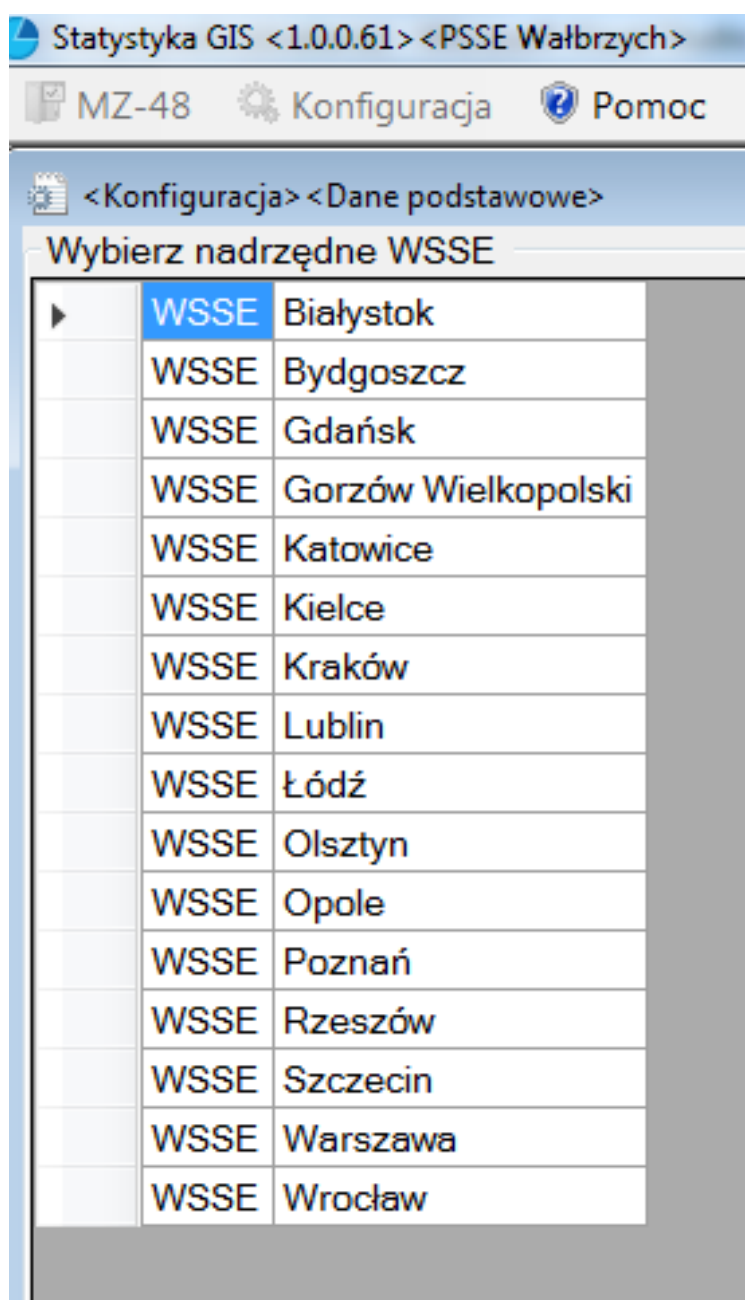 Statystyka GIS <1.0.0.61><PSSE Wałbrzych>
MZ-48 Konfiguracja Pomoc
<Konfiguracja><Dane podstawowe>
Wybierz nadrzędne WSSE
WSSE Białystok
WSSE Bydgoszcz
WSSE Gdańsk
WSSE Gorzów Wielkopolski
WSSE Katowice
WSSE Kielce
WSSE Kraków
WSSE Lublin
WSSE Łódź
WSSE Olsztyn
WSSE Opole
WSSE Poznań
WSSE Rzeszów
WSSE Szczecin
WSSE Warszawa
WSSE Wrocław